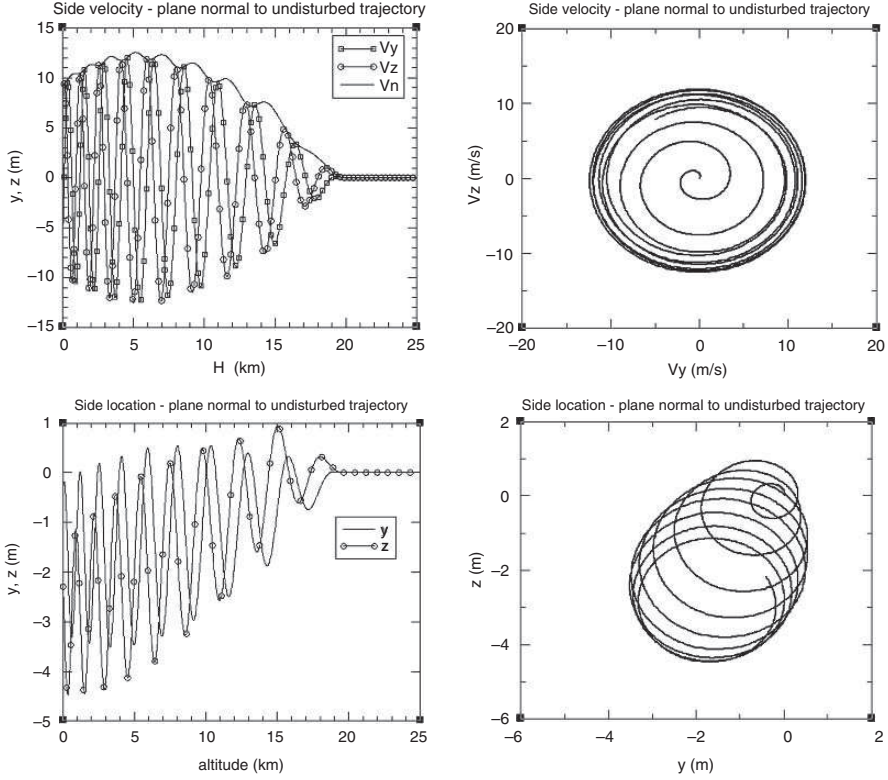 Side velocity - plane normal to undisturbed trajectory
15
10
5
0
–5
–10
–15
y, z (m)
Vy
Vz
Vn
0 5 10 15 20 25
H (km)
Side velocity - plane normal to undisturbed trajectory
20
10
0
–10
–20
Vz (m/s)
–20 –10 0 10 20
Vy (m/s)
Side location - plane normal to undisturbed trajectory
1
0
–1
–2
–3
–4
–5
y, z (m)
y
z
0 5 10 15 20 25
altitude (km)
Side location - plane normal to undisturbed trajectory
2
0
–2
–4
–6
z (m)
–6 –4 –2 0 2
y (m)